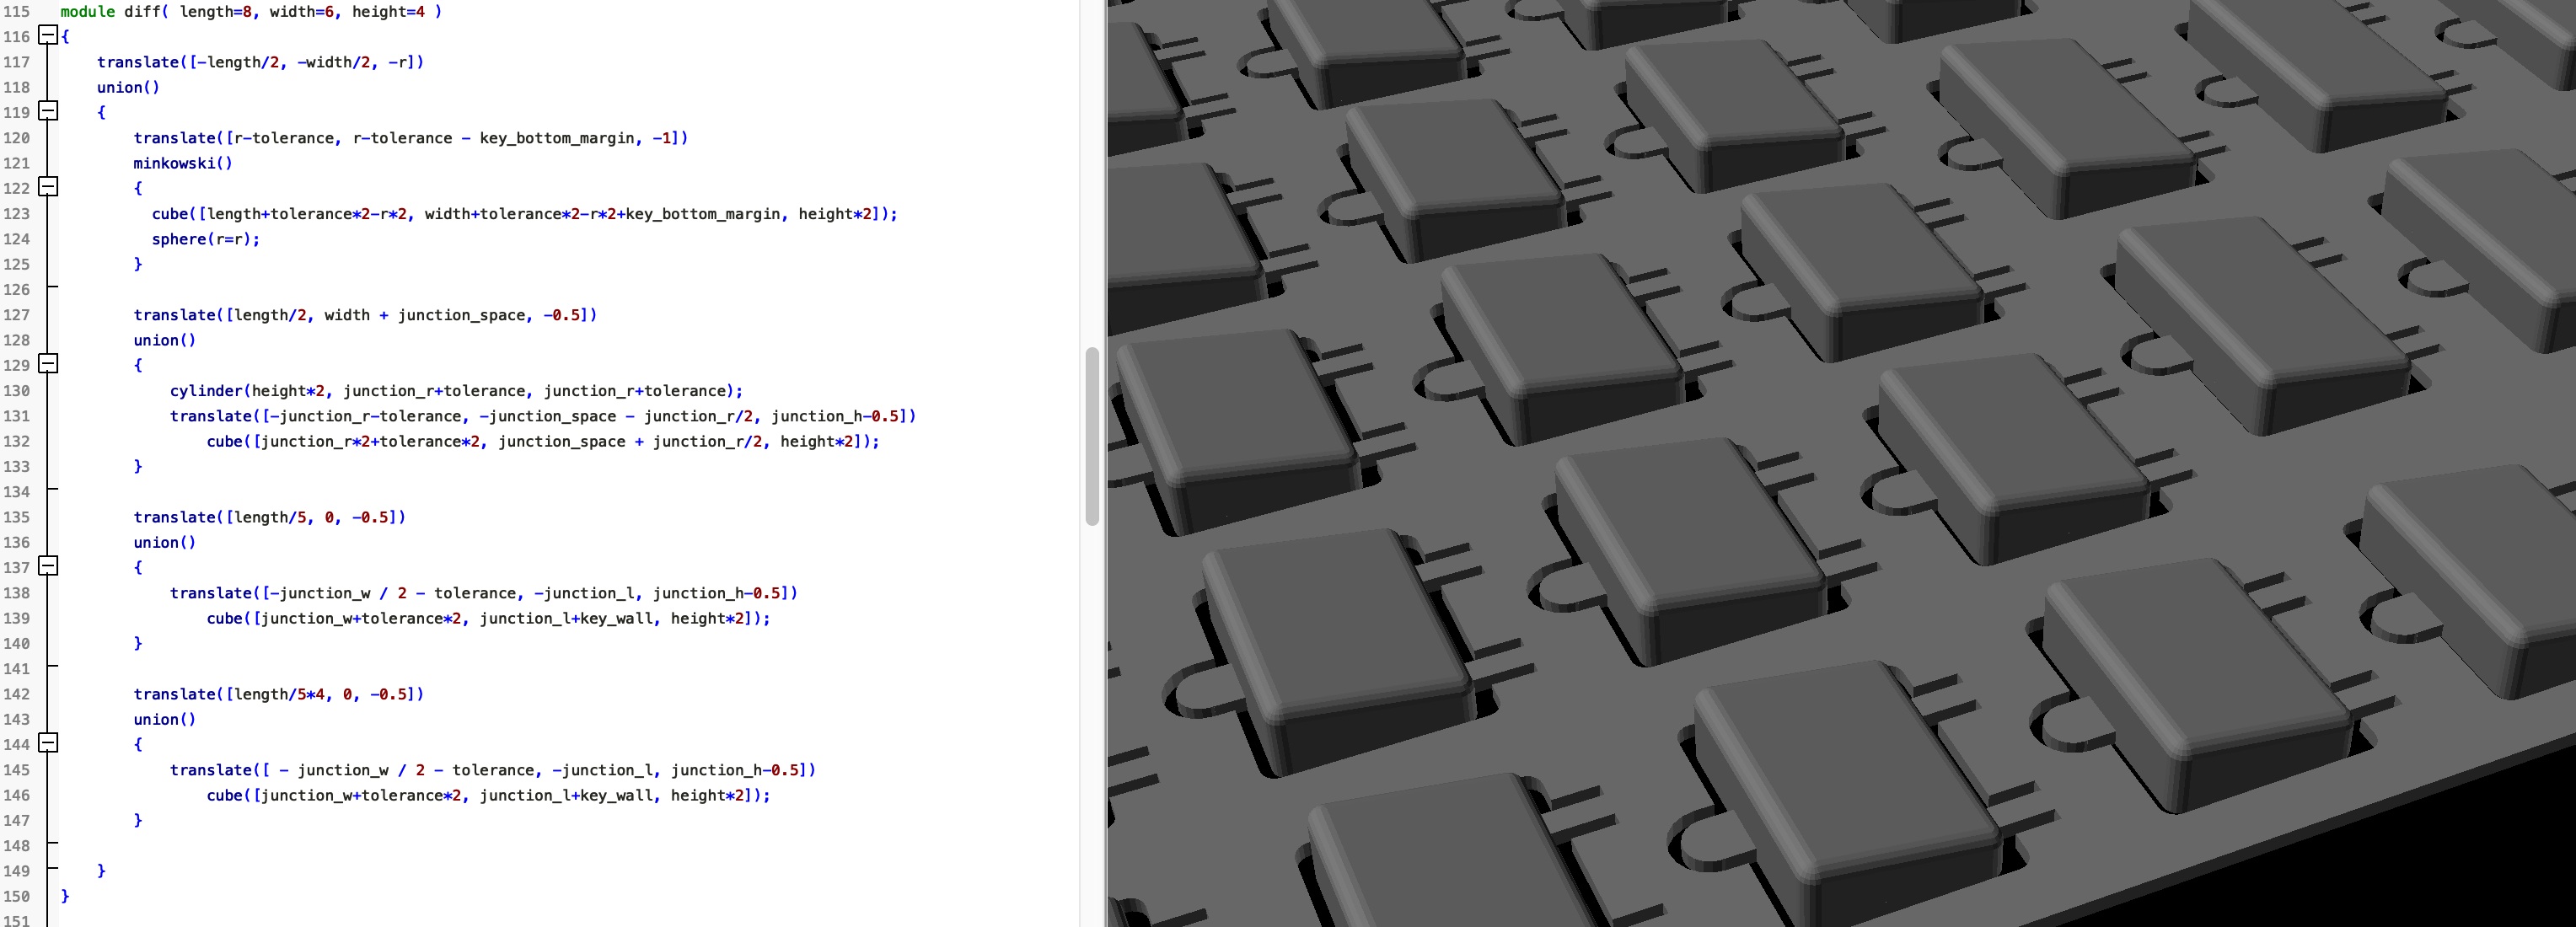 115 module diff( length=8, width=6, height=4 )
116 {
117 translate([-length/2, -width/2, -r])
118 union()
119 {
120 translate([r-tolerance, r-tolerance - key_bottom_margin, -1])
121 minkowski()
122 {
123 cube([length+tolerance*2-r*2, width+tolerance*2-r*2+key_bottom_margin, height*2]);
124 sphere(r=r);
125 }
126
127 translate([length/2, width + junction_space, -0.5])
128 union()
129 {
130 cylinder(height*2, junction_r+tolerance, junction_r+tolerance);
131 translate([-junction_r-tolerance, -junction_space - junction_r/2, junction_h-0.5])
132 cube([junction_r*2+tolerance*2, junction_space + junction_r/2, height*2]);
133 }
134
135 translate([length/5, 0, -0.5])
136 union()
137 {
138 translate([-junction_w / 2 - tolerance, -junction_l, junction_h-0.5])
139 cube([junction_w+tolerance*2, junction_l+key_wall, height*2]);
140 }
141
142 translate([length/5*4, 0, -0.5])
143 union()
144 {
145 translate([ - junction_w / 2 - tolerance, -junction_l, junction_h-0.5])
146 cube([junction_w+tolerance*2, junction_l+key_wall, height*2]);
147 }
148
149 }
150 }
151